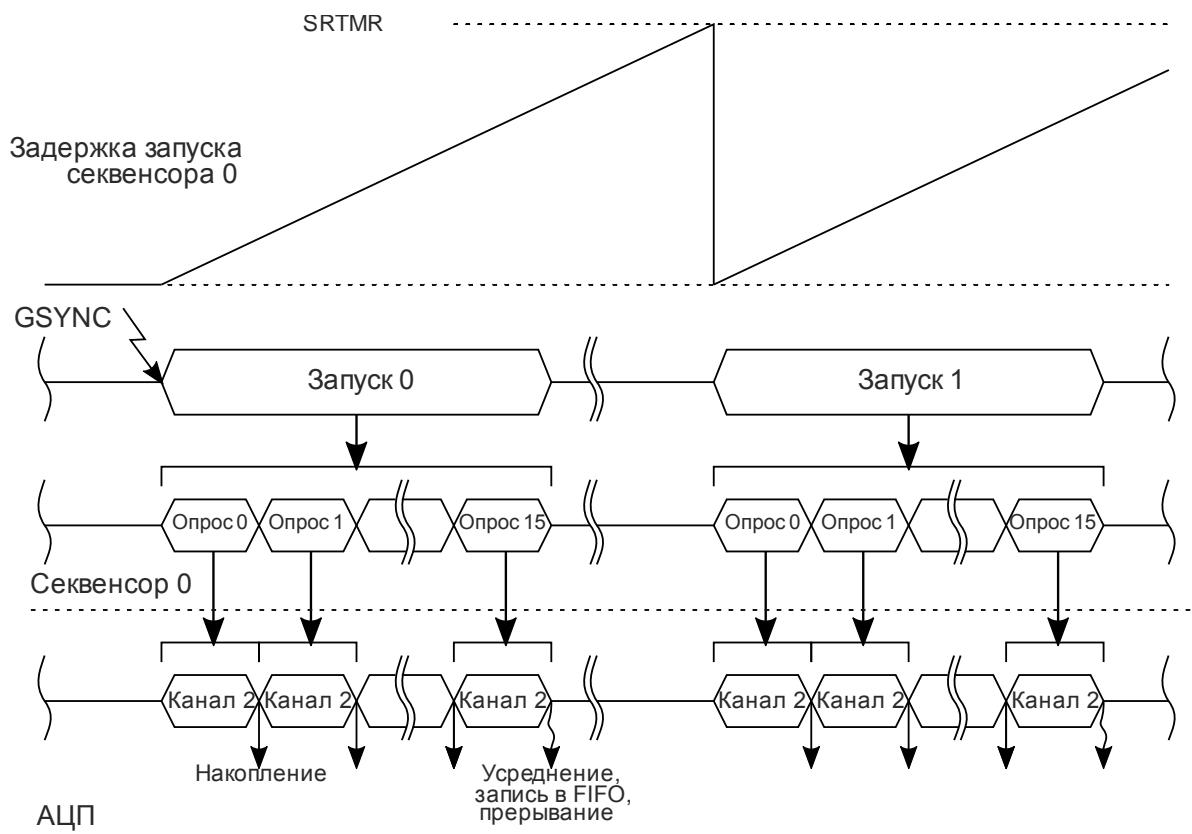 SRTMR
Задержка запуска
секвенсора 0
GSYNC
Запуск 0
Запуск 1
Опрос 0
Опрос 1
Опрос 15
Опрос 0
Опрос 1
Опрос 15
Секвенсор 0
Канал 2
Канал 2
Канал 2
Канал 2
Канал 2
Канал 2
Накопление
Усреднение,
запись в FIFO,
прерывание
АЦП